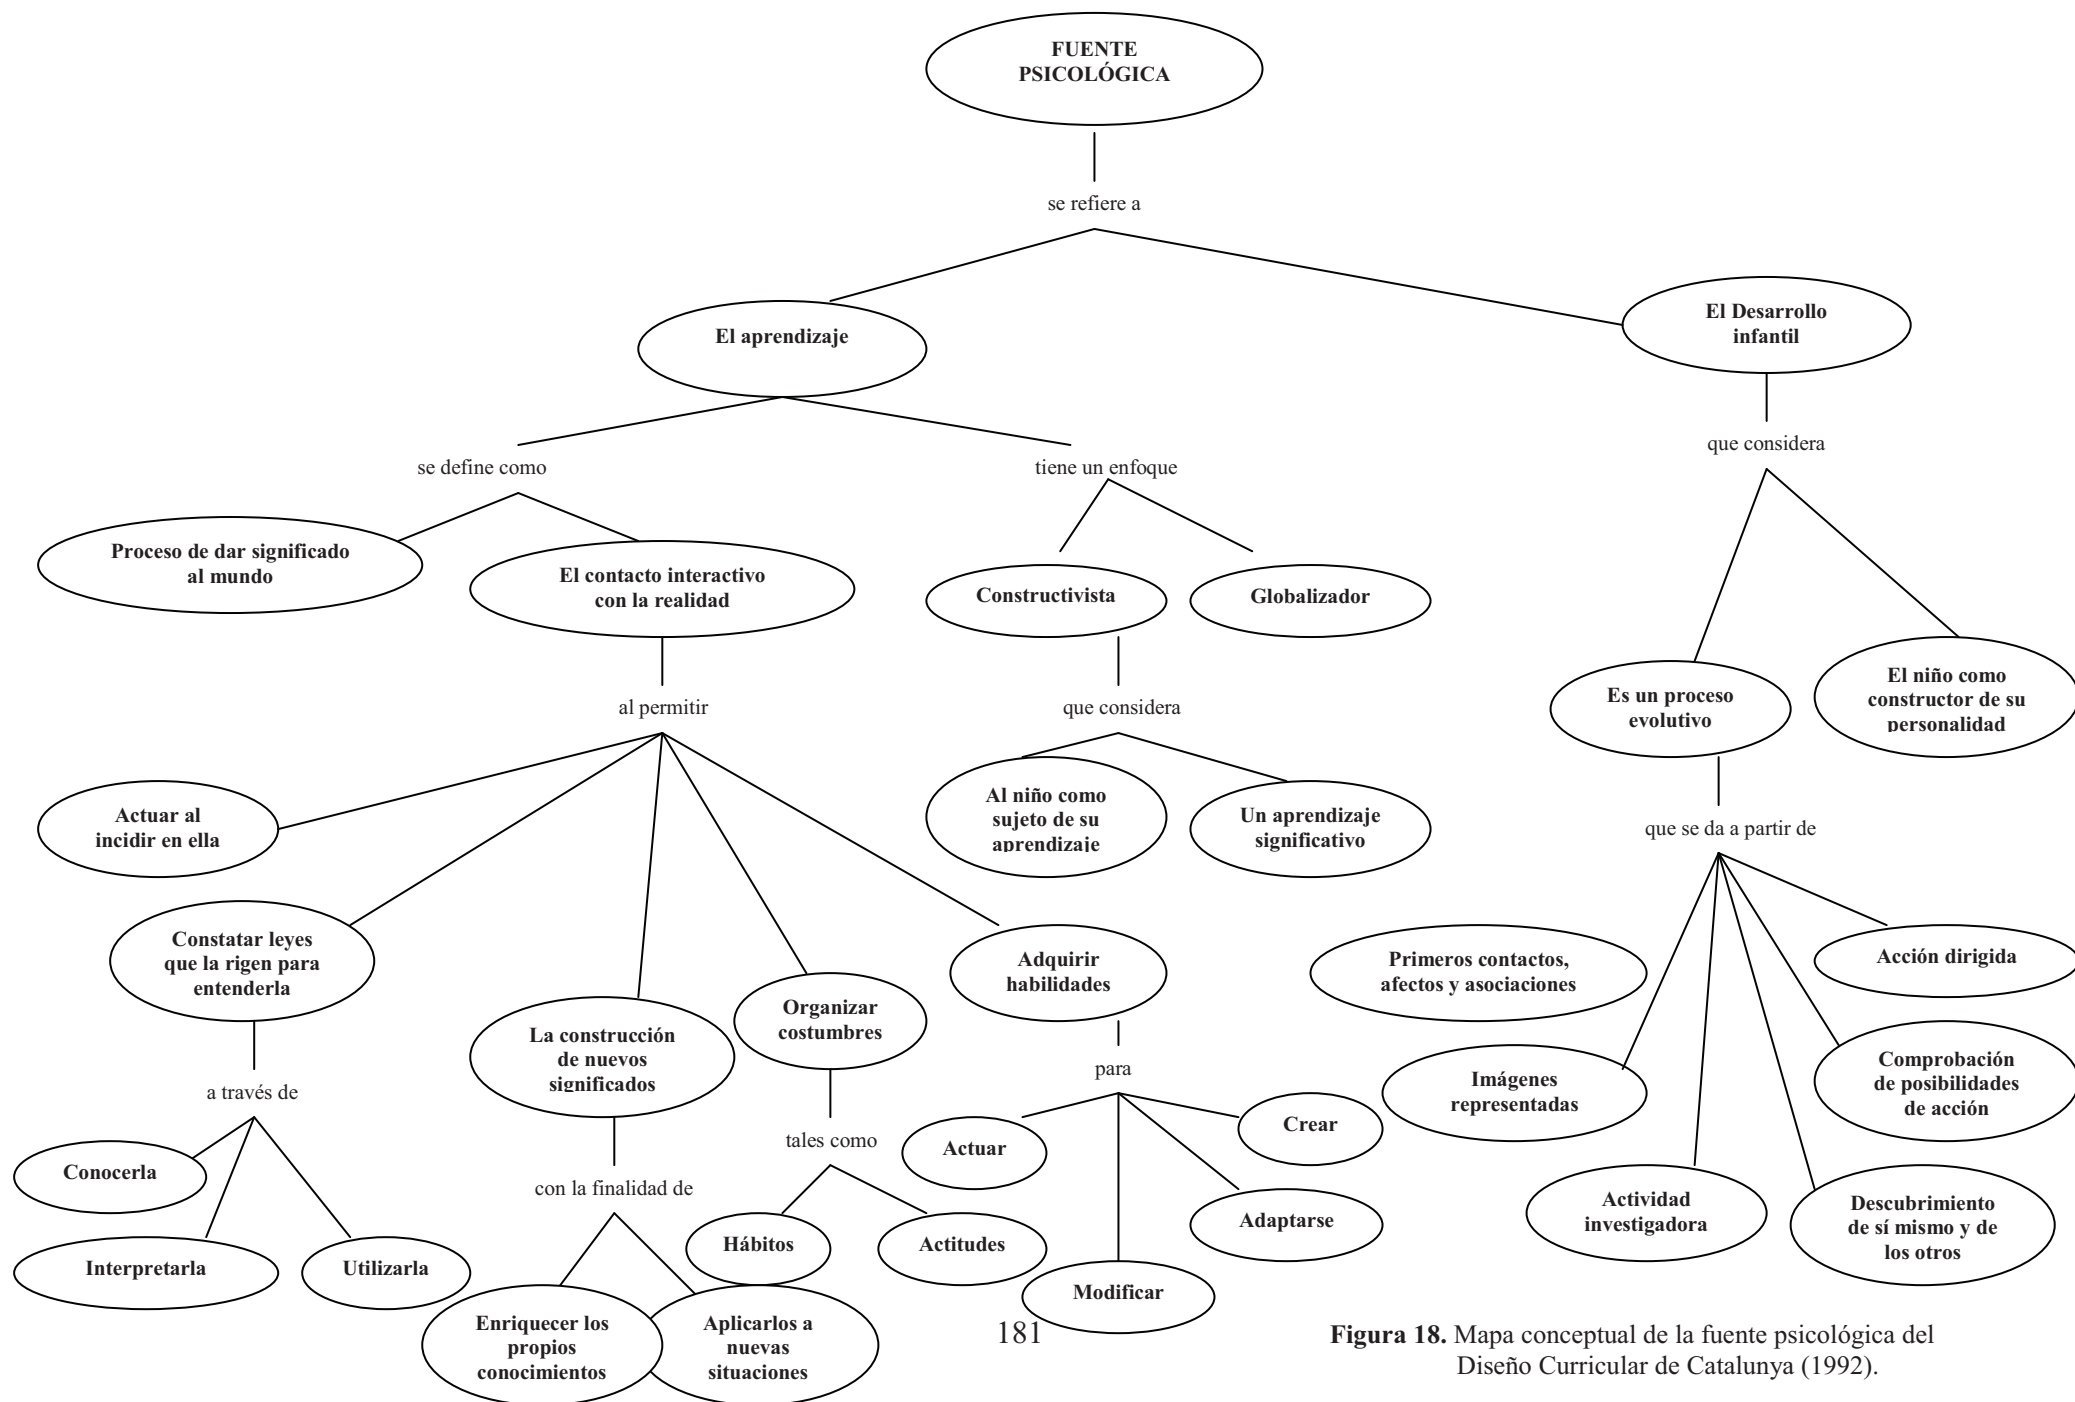 FUENTE
PSICOLÓGICA
se refiere a
El aprendizaje
El Desarrollo
infantil
se define como
tiene un enfoque
que considera
Proceso de dar significado
al mundo
El contacto interactivo
con la realidad
Constructivista
Globalizador
Es un proceso
evolutivo
El niño como
constructor de su
personalidad
al permitir
que considera
que se da a partir de
Actuar al
incidir en ella
Al niño como
sujeto de su
aprendizaje
Un aprendizaje
significativo
Constatar leyes
que la rigen para
entenderla
La construcción
de nuevos
significados
Organizar
costumbres
Adquirir
habilidades
Primeros contactos,
afectos y asociaciones
Acción dirigida
Imágenes
representadas
Comprobación
de posibilidades
de acción
Actividad
investigadora
Descubrimiento
de sí mismo y de
los otros
a través de
con la finalidad de
tales como
para
Conocerla
Interpretarla
Utilizarla
Enriquecer los
propios
conocimientos
Aplicarlos a
nuevas
situaciones
Hábitos
Actitudes
Actuar
Modificar
Adaptarse
Crear
181
Figura 18. Mapa conceptual de la fuente psicológica del
Diseño Curricular de Catalunya (1992).